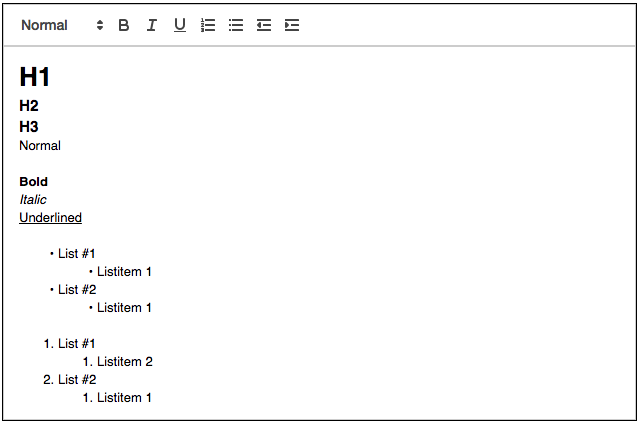 Normal B I U
H1
H2
H3
Normal
Bold
Italic
Underlined
• List #1
• Listitem 1
• List #2
• Listitem 1
1. List #1
1. Listitem 2
2. List #2
1. Listitem 1